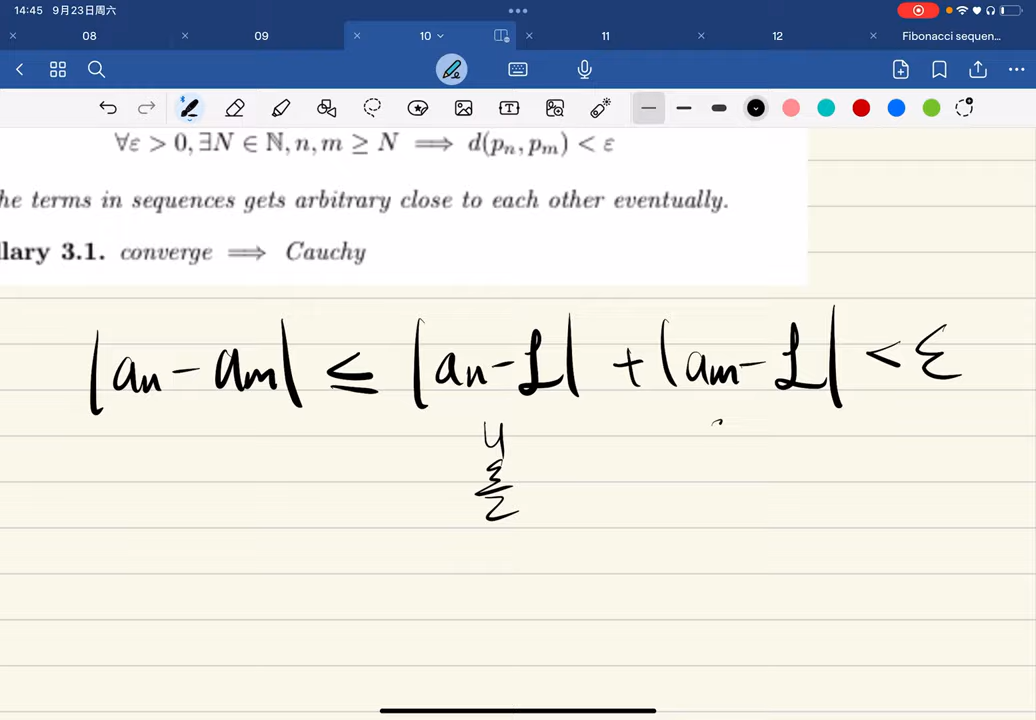 14:45 9月23日周六
08 09 10 11 12 Fibonacci sequen...
∀ε > 0, ∃N ∈ ℕ, n, m ≥ N ⟹ d(pₙ, pₘ) < ε
he terms in sequences gets arbitrary close to each other eventually.
llary 3.1. converge ⟹ Cauchy
|an - am| ≤ |an - L| + |am - L| < ε
ε/2